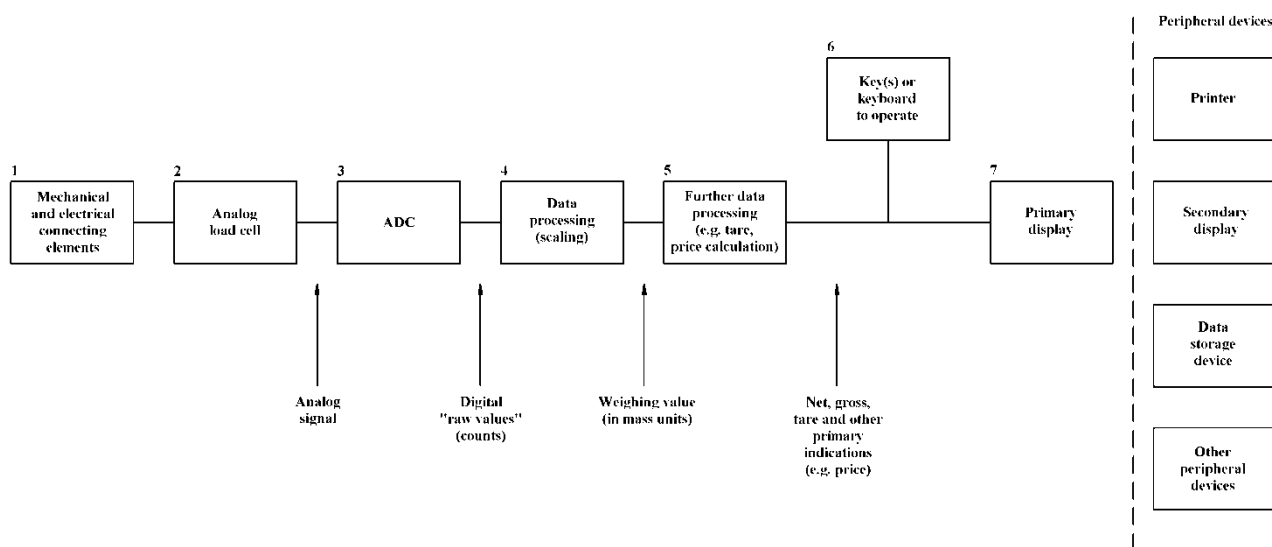 Peripheral devices
6
Key(s) or
keyboard
to operate
Printer
1
Mechanical
and electrical
connecting
elements
2
Analog
load cell
3
ADC
4
Data
processing
(scaling)
5
Further data
processing
(e.g. tare,
price calculation)
7
Primary
display
Secondary
display
Data
storage
device
Analog
signal
Digital
"raw values"
(counts)
Weighing value
(in mass units)
Net, gross,
tare and other
primary
indications
(e.g. price)
Other
peripheral
devices